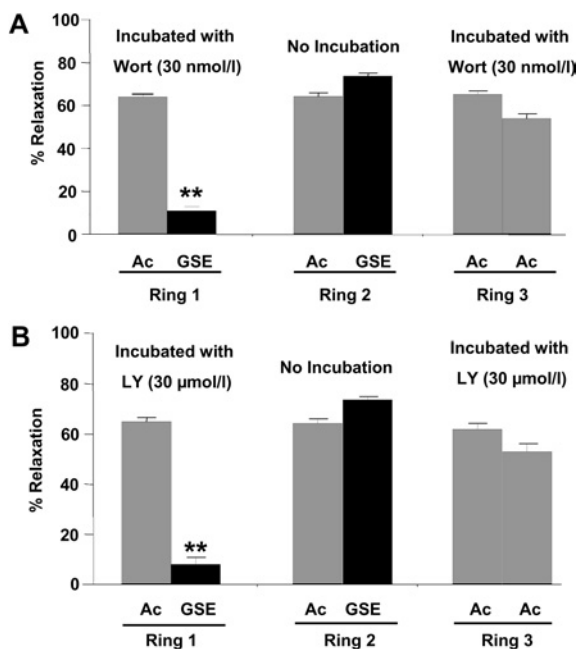 A
Incubated with
Wort (30 nmol/l)
No Incubation
Incubated with
Wort (30 nmol/l)
% Relaxation
100
80
60
40
20
0
**
Ac GSE Ac GSE Ac Ac
Ring 1 Ring 2 Ring 3
B
Incubated with
LY (30 μmol/l)
No Incubation
Incubated with
LY (30 μmol/l)
% Relaxation
100
80
60
40
20
0
**
Ac GSE Ac GSE Ac Ac
Ring 1 Ring 2 Ring 3